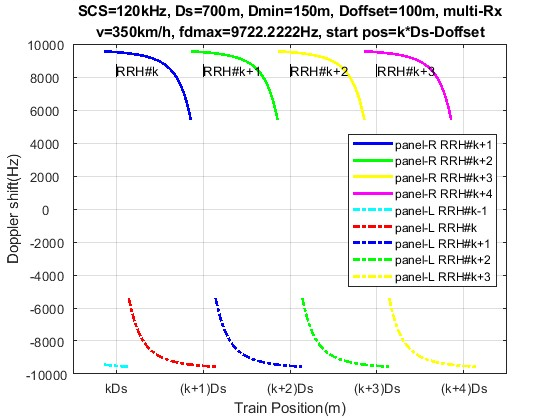 SCS=120kHz, Ds=700m, Dmin=150m, Doffset=100m, multi-Rx
v=350km/h, fdmax=9722.2222Hz, start pos=k*Ds-Doffset
10000
8000
6000
4000
2000
0
-2000
-4000
-6000
-8000
-10000
Doppler shift(Hz)
RRH#k
RRH#k+1
RRH#k+2
RRH#k+3
panel-R RRH#k+1
panel-R RRH#k+2
panel-R RRH#k+3
panel-R RRH#k+4
panel-L RRH#k-1
panel-L RRH#k
panel-L RRH#k+1
panel-L RRH#k+2
panel-L RRH#k+3
kDs
(k+1)Ds
(k+2)Ds
(k+3)Ds
(k+4)Ds
Train Position(m)